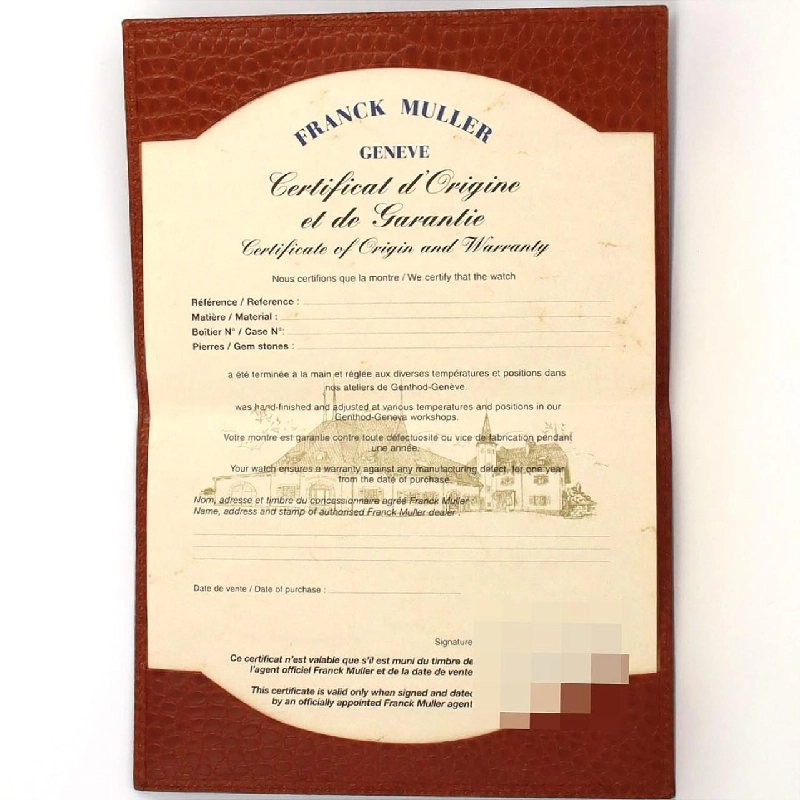 FRANCK MULLER
GENEVE
Certificat d'Origine
et de Garantie
Certificate of Origin and Warranty
Nous certifions que la montre / We certify that the watch
Référence / Reference :
Matière / Material :
Boîtier N° / Case N°:
Pierres / Gem stones :
a été terminée à la main et réglée aux diverses températures et positions dans
nos ateliers de Genthod-Genève.
was hand-finished and adjusted at various temperatures and positions in our
Genthod-Geneva workshops.
Votre montre est garantie contre toute défectuosité ou vice de fabrication pendant
une année.
Your watch ensures a warranty against any manufacturing defect, for one year
from the date of purchase.
Nom, adresse et timbre du concessionnaire agréé Franck Muller
Name, address and stamp of authorised Franck Muller dealer :
Date de vente / Date of purchase :
Signature
Ce certificat n'est valable que s'il est muni du timbre de
l'agent officiel Franck Muller et de la date de vente
This certificate is valid only when signed and dated
by an officially appointed Franck Muller agent